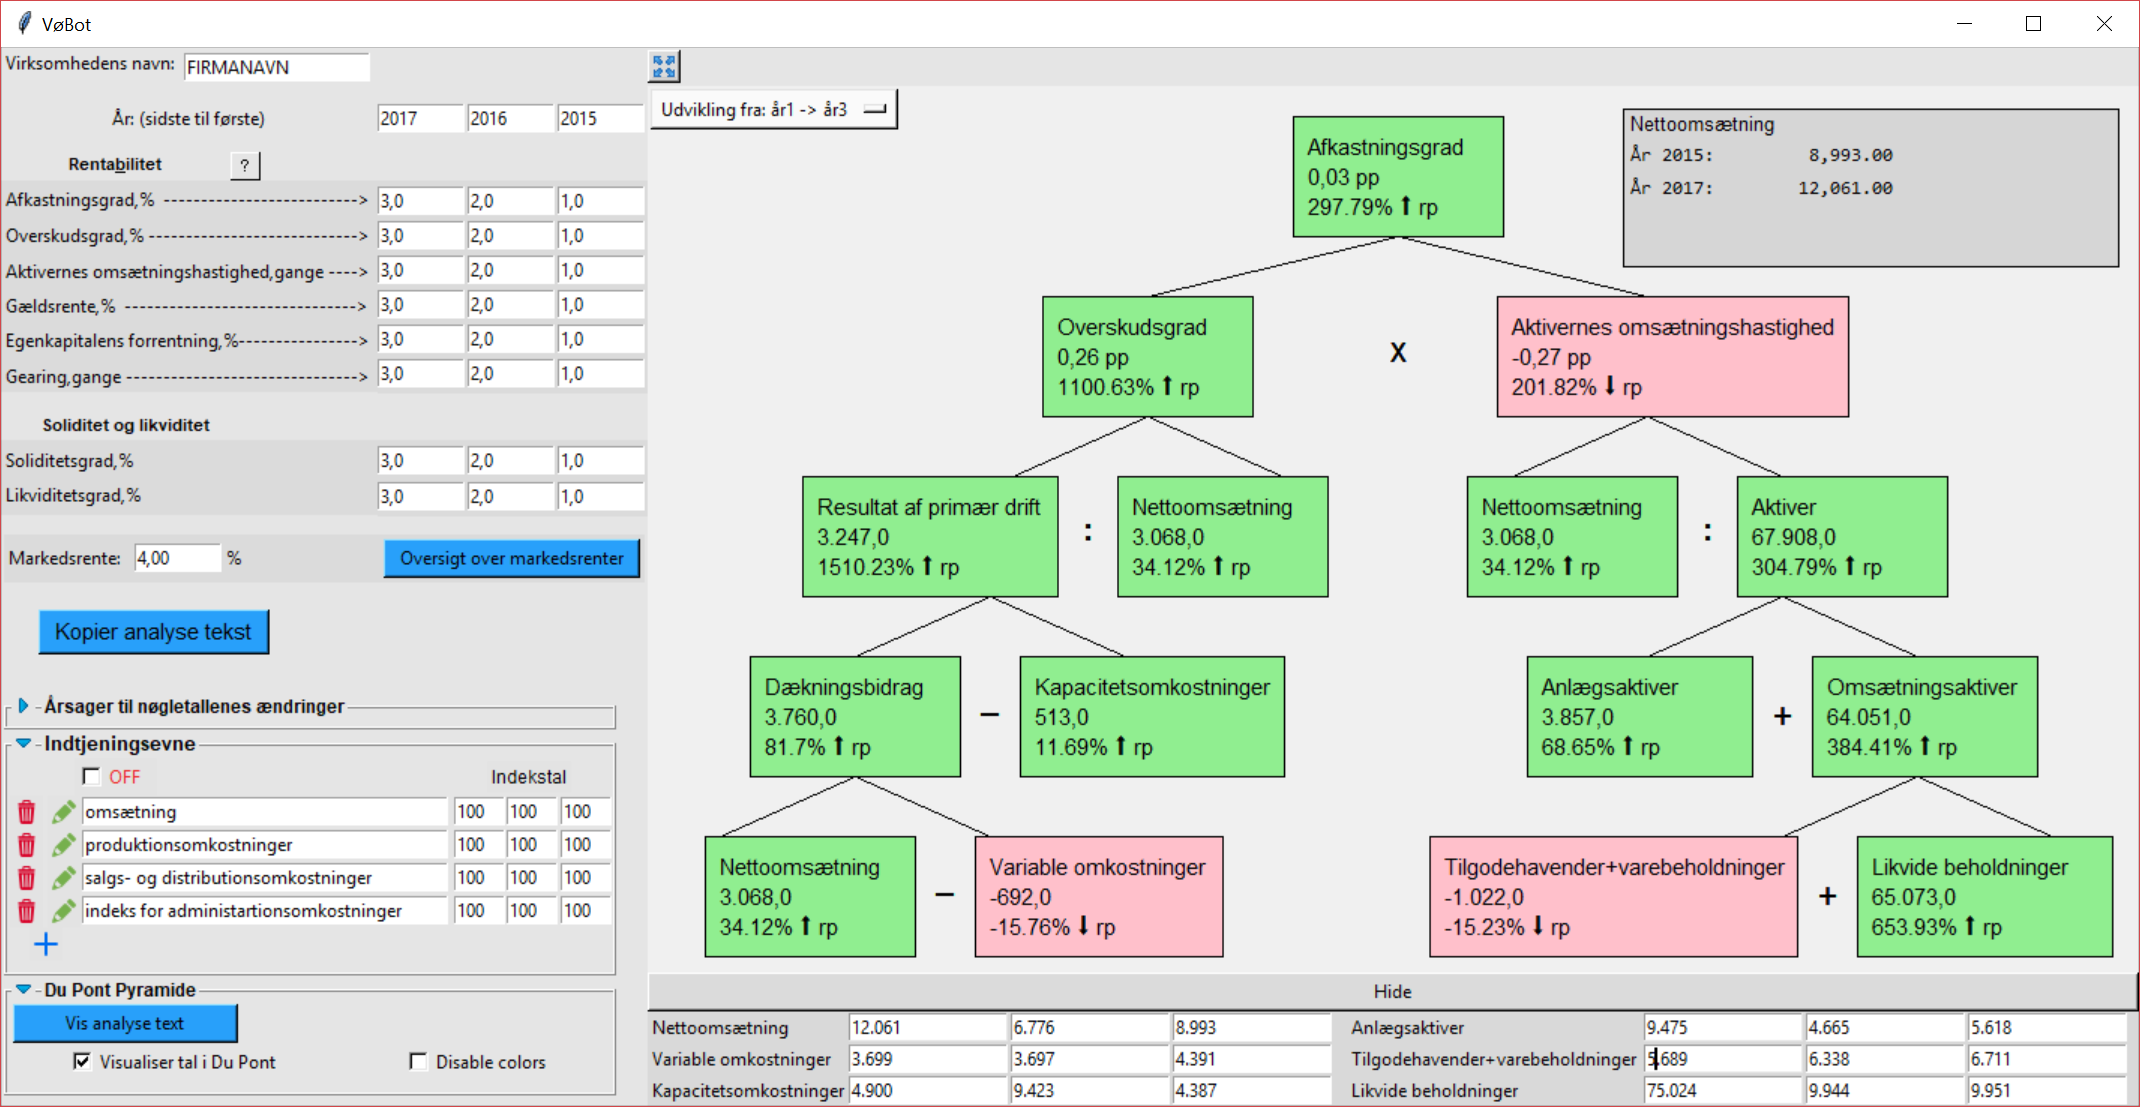 VøBot
Virksomhedens navn: FIRMANAVN
År: (sidste til første) 2017 2016 2015
Rentabilitet ?
Afkastningsgrad,% --------------------------> 3,0 2,0 1,0
Overskudsgrad,% ----------------------------> 3,0 2,0 1,0
Aktivernes omsætningshastighed,gange ----> 3,0 2,0 1,0
Gældsrente,% -------------------------------> 3,0 2,0 1,0
Egenkapitalens forrentning,%----------------> 3,0 2,0 1,0
Gearing,gange -------------------------------> 3,0 2,0 1,0
Soliditet og likviditet
Soliditetsgrad,% 3,0 2,0 1,0
Likviditetsgrad,% 3,0 2,0 1,0
Markedsrente: 4,00 % Oversigt over markedsrenter
Kopier analyse tekst
Årsager til nøgletallenes ændringer
Indtjeningsevne
OFF Indekstal
omsætning 100 100 100
produktionsomkostninger 100 100 100
salgs- og distributionsomkostninger 100 100 100
indeks for administartionsomkostninger 100 100 100
Du Pont Pyramide
Vis analyse text
Visualiser tal i Du Pont Disable colors
Udvikling fra: år1 -> år3
Afkastningsgrad
0,03 pp
297.79% ⬆ rp
Nettoomsætning
År 2015: 8,993.00
År 2017: 12,061.00
Overskudsgrad
0,26 pp
1100.63% ⬆ rp
X
Aktivernes omsætningshastighed
-0,27 pp
201.82% ⬇ rp
Resultat af primær drift
3.247,0
1510.23% ⬆ rp
:
Nettoomsætning
3.068,0
34.12% ⬆ rp
Nettoomsætning
3.068,0
34.12% ⬆ rp
:
Aktiver
67.908,0
304.79% ⬆ rp
Dækningsbidrag
3.760,0
81.7% ⬆ rp
–
Kapacitetsomkostninger
513,0
11.69% ⬆ rp
Anlægsaktiver
3.857,0
68.65% ⬆ rp
+
Omsætningsaktiver
64.051,0
384.41% ⬆ rp
Nettoomsætning
3.068,0
34.12% ⬆ rp
–
Variable omkostninger
-692,0
-15.76% ⬇ rp
Tilgodehavender+varebeholdninger
-1.022,0
-15.23% ⬇ rp
+
Likvide beholdninger
65.073,0
653.93% ⬆ rp
Hide
Nettoomsætning 12.061 6.776 8.993 Anlægsaktiver 9.475 4.665 5.618
Variable omkostninger 3.699 3.697 4.391 Tilgodehavender+varebeholdninger 5.689 6.338 6.711
Kapacitetsomkostninger 4.900 9.423 4.387 Likvide beholdninger 75.024 9.944 9.951